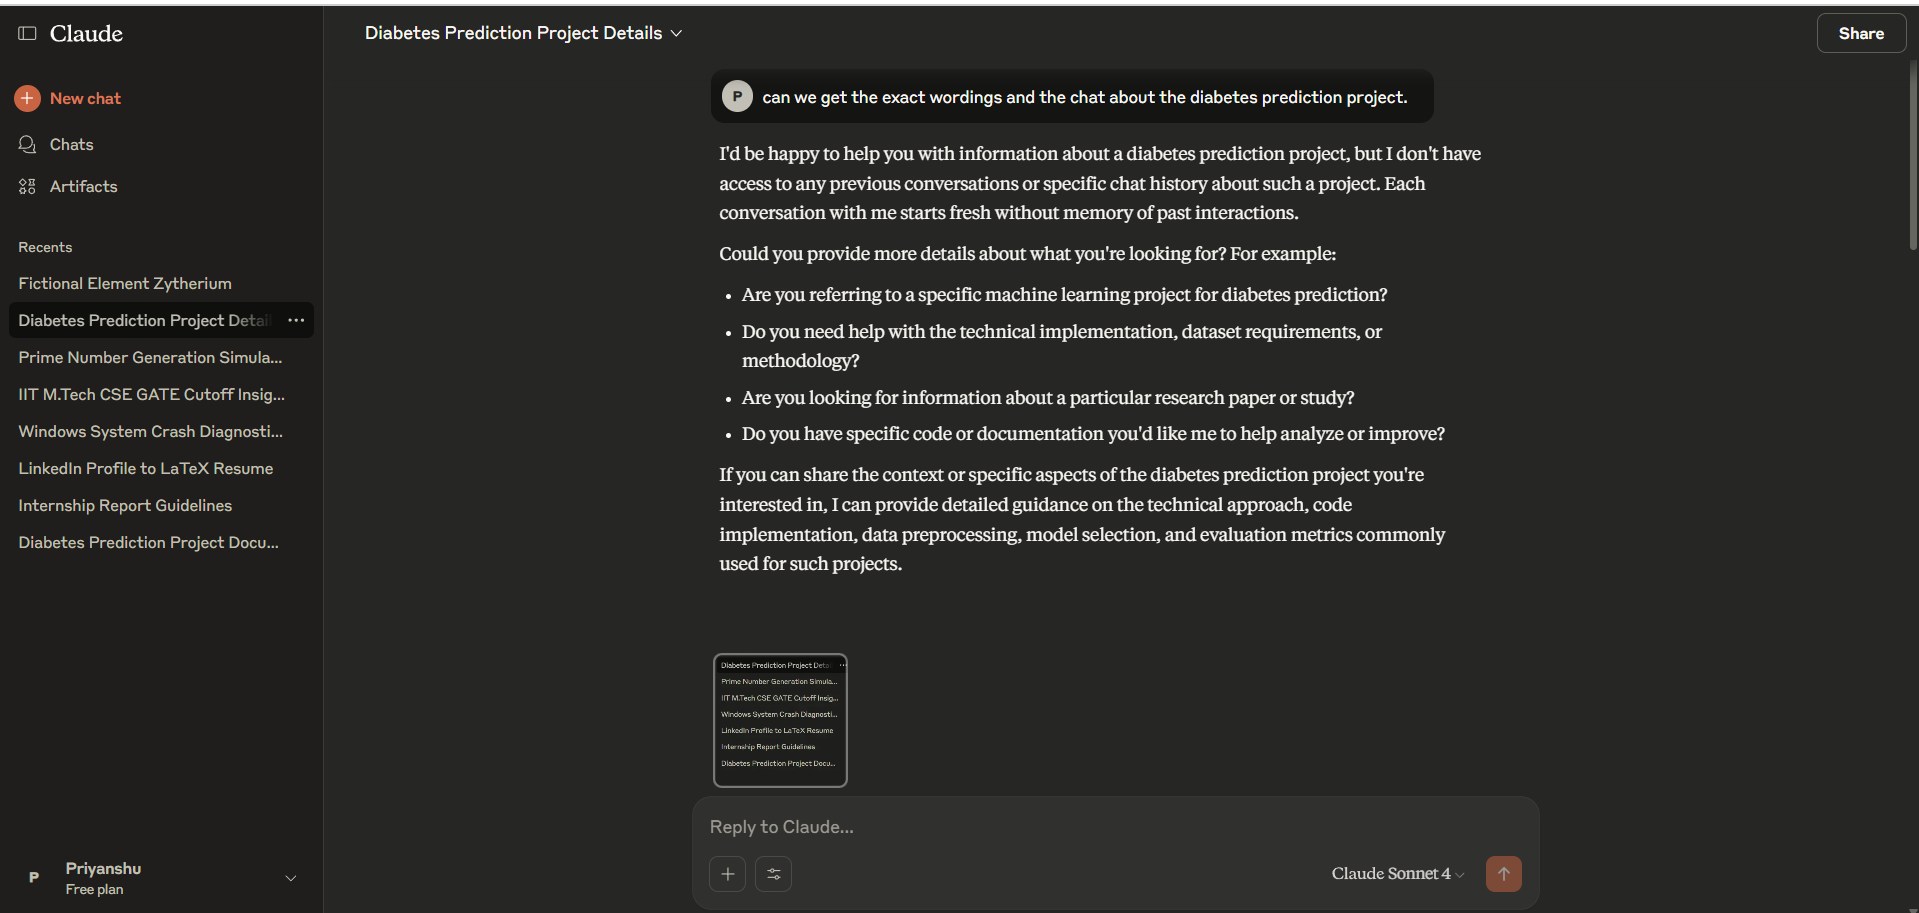 Claude
New chat
Chats
Artifacts
Recents
Fictional Element Zytherium
Diabetes Prediction Project Detail
Prime Number Generation Simula...
IIT M.Tech CSE GATE Cutoff Insig...
Windows System Crash Diagnosti...
LinkedIn Profile to LaTeX Resume
Internship Report Guidelines
Diabetes Prediction Project Docu...
P
Priyanshu
Free plan
Diabetes Prediction Project Details
Share
P can we get the exact wordings and the chat about the diabetes prediction project.
I'd be happy to help you with information about a diabetes prediction project, but I don't have
access to any previous conversations or specific chat history about such a project. Each
conversation with me starts fresh without memory of past interactions.
Could you provide more details about what you're looking for? For example:
• Are you referring to a specific machine learning project for diabetes prediction?
• Do you need help with the technical implementation, dataset requirements, or
methodology?
• Are you looking for information about a particular research paper or study?
• Do you have specific code or documentation you'd like me to help analyze or improve?
If you can share the context or specific aspects of the diabetes prediction project you're
interested in, I can provide detailed guidance on the technical approach, code
implementation, data preprocessing, model selection, and evaluation metrics commonly
used for such projects.
Diabetes Prediction Project Deta
Prime Number Generation Simula...
IIT M.Tech CSE GATE Cutoff Insig...
Windows System Crash Diagnosti...
LinkedIn Profile to LaTeX Resume
Internship Report Guidelines
Diabetes Prediction Project Docu...
Reply to Claude...
Claude Sonnet 4